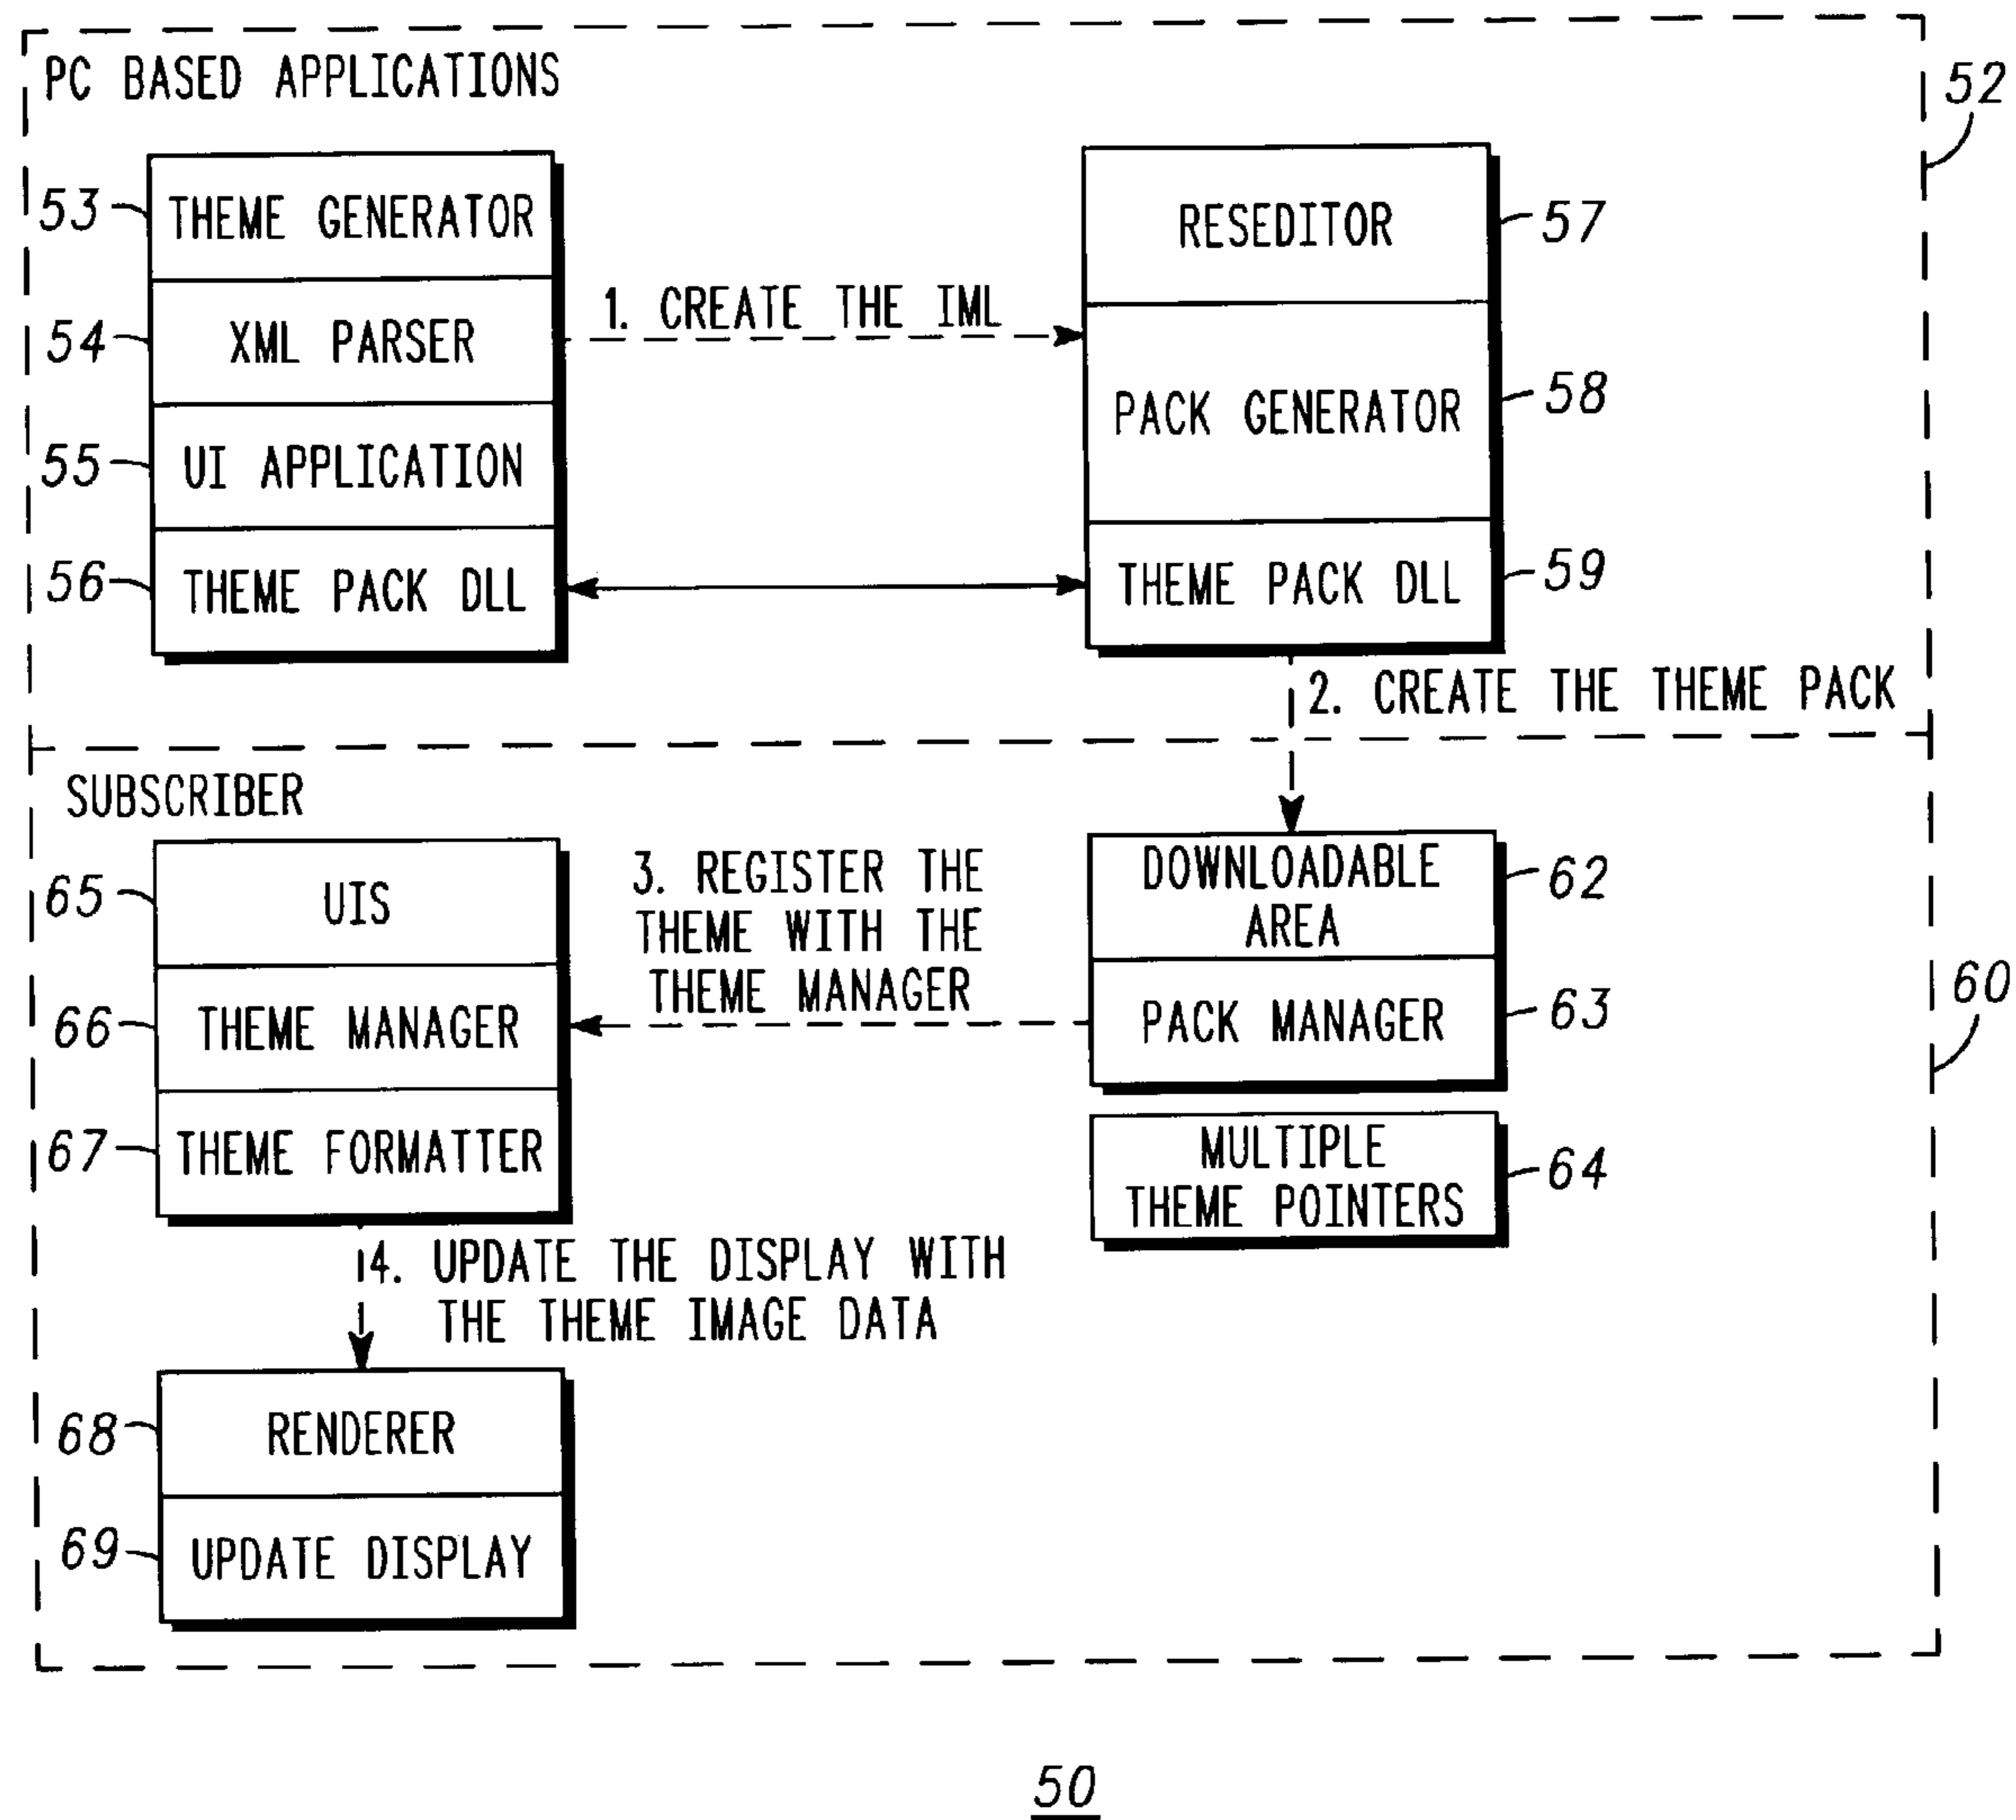 PC BASED APPLICATIONS
52
53
THEME GENERATOR
54
XML PARSER
55
UI APPLICATION
56
THEME PACK DLL
1. CREATE THE IML
RESEDITOR
57
PACK GENERATOR
58
THEME PACK DLL
59
2. CREATE THE THEME PACK
SUBSCRIBER
60
65
UIS
66
THEME MANAGER
67
THEME FORMATTER
3. REGISTER THE
THEME WITH THE
THEME MANAGER
DOWNLOADABLE
AREA
62
PACK MANAGER
63
MULTIPLE
THEME POINTERS
64
4. UPDATE THE DISPLAY WITH
THE THEME IMAGE DATA
68
RENDERER
69
UPDATE DISPLAY
50